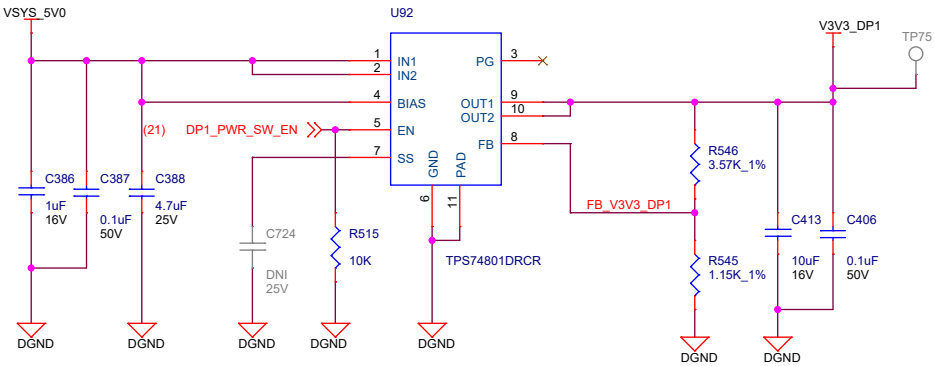 U92
VSYS_5V0
V3V3_DP1
TP75
1 IN1
2 IN2
PG 3
4 BIAS
OUT1 9
OUT2 10
(21) DP1_PWR_SW_EN
5 EN
7 SS
FB 8
GND
PAD
6
11
R546
3.57K_1%
C386
1uF
16V
C387
0.1uF
50V
C388
4.7uF
25V
FB_V3V3_DP1
C724
DNI
25V
R515
10K
TPS74801DRCR
R545
1.15K_1%
C413
10uF
16V
C406
0.1uF
50V
DGND
DGND
DGND
DGND
DGND
DGND
DGND